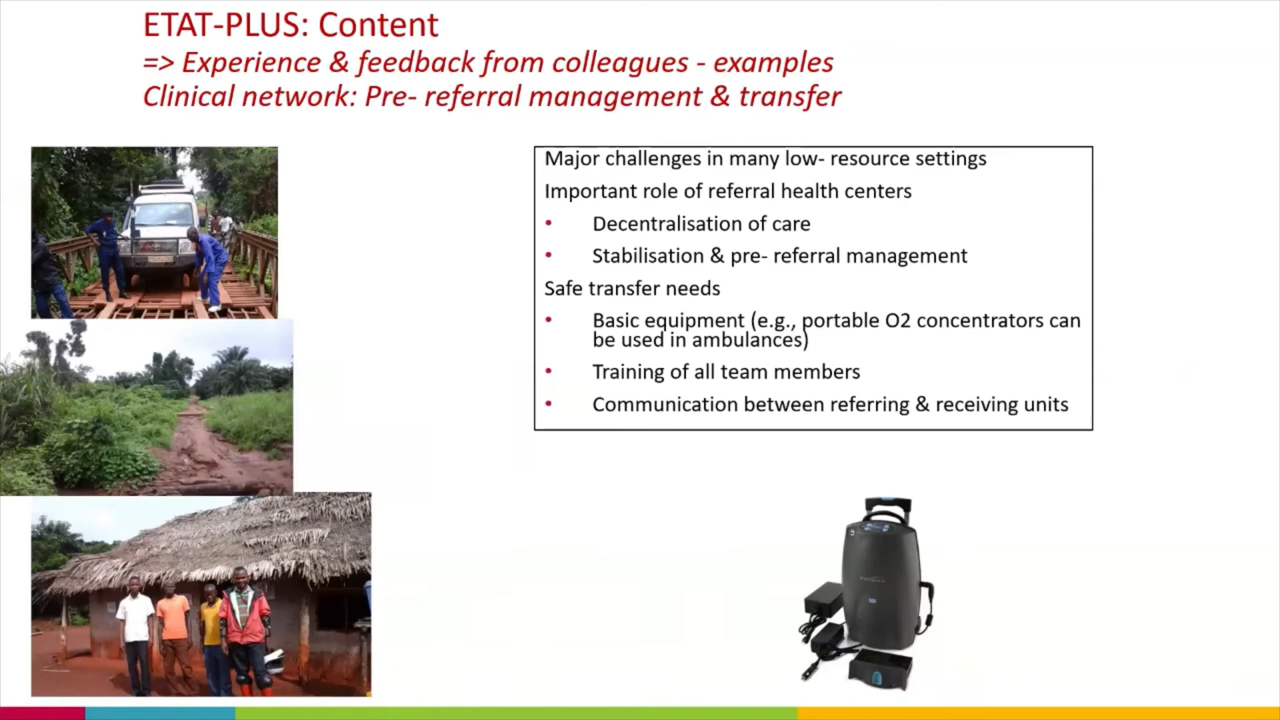 ETAT-PLUS: Content
=> Experience & feedback from colleagues - examples
Clinical network: Pre- referral management & transfer
Major challenges in many low- resource settings
Important role of referral health centers
• Decentralisation of care
• Stabilisation & pre- referral management
Safe transfer needs
• Basic equipment (e.g., portable O2 concentrators can
be used in ambulances)
• Training of all team members
• Communication between referring & receiving units